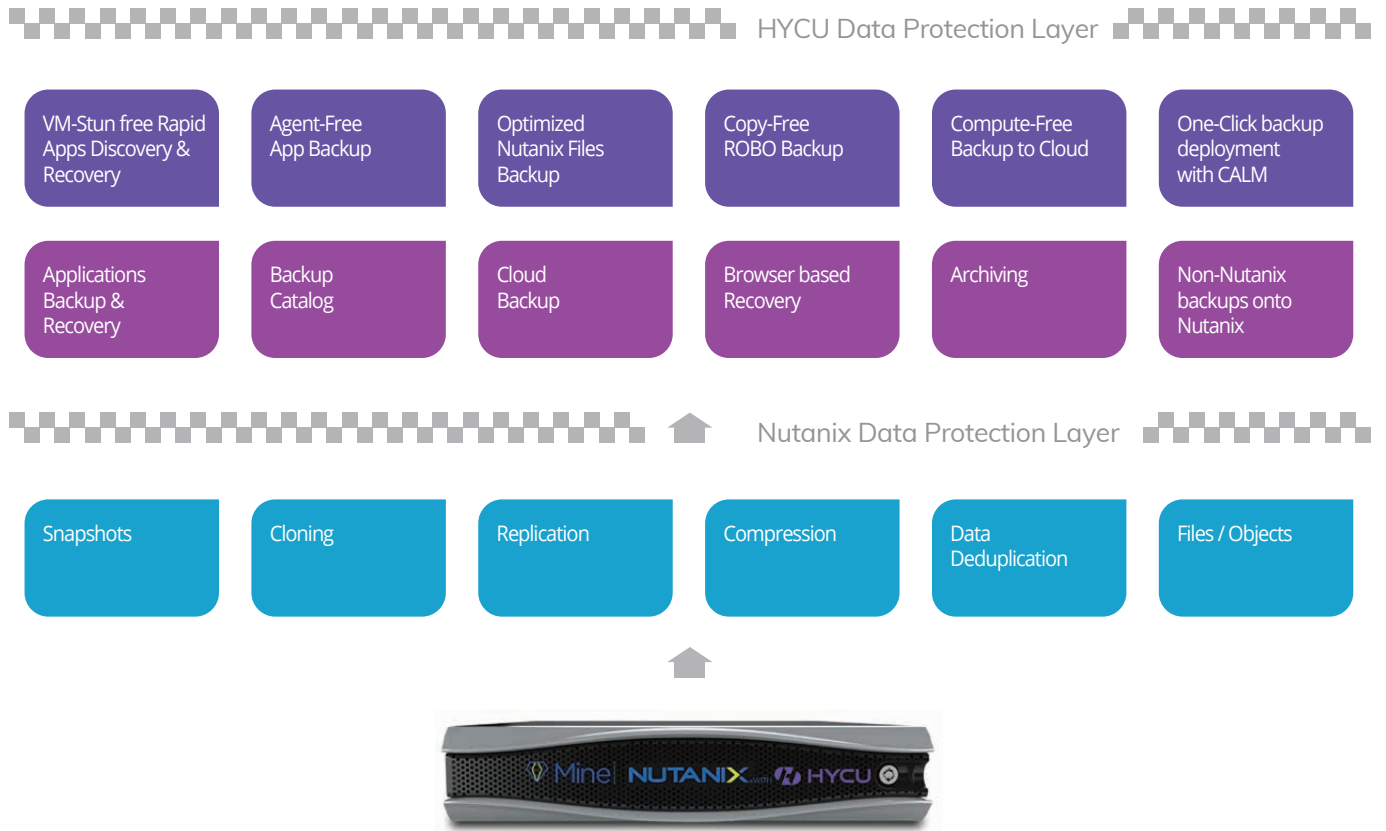 HYCU Data Protection Layer
VM-Stun free Rapid
Apps Discovery &
Recovery
Agent-Free
App Backup
Optimized
Nutanix Files
Backup
Copy-Free
ROBO Backup
Compute-Free
Backup to Cloud
One-Click backup
deployment
with CALM
Applications
Backup &
Recovery
Backup
Catalog
Cloud
Backup
Browser based
Recovery
Archiving
Non-Nutanix
backups onto
Nutanix
Nutanix Data Protection Layer
Snapshots
Cloning
Replication
Compression
Data
Deduplication
Files / Objects
Mine NUTANIX HYCU